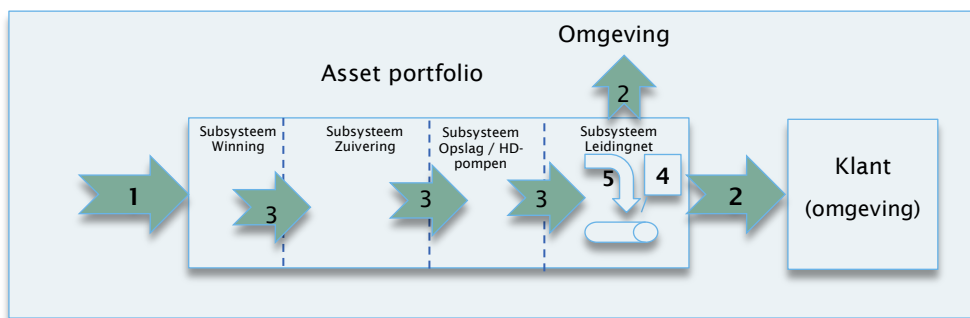 Omgeving
Asset portfolio
2
Subsysteem
Winning
Subsysteem
Zuivering
Subsysteem
Opslag / HD-
pompen
Subsysteem
Leidingnet
1
3
3
3
5
4
2
Klant
(omgeving)